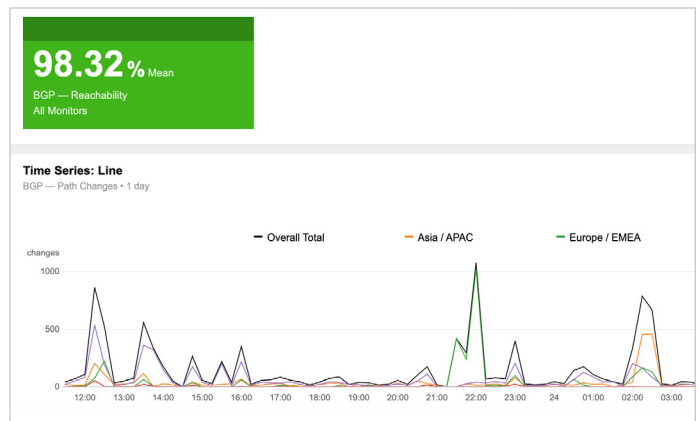 98.32% Mean
BGP — Reachability
All Monitors
Time Series: Line
BGP — Path Changes • 1 day
Overall Total Asia / APAC Europe / EMEA
changes
1000
500
0
12:00 13:00 14:00 15:00 16:00 17:00 18:00 19:00 20:00 21:00 22:00 23:00 24 01:00 02:00 03:00